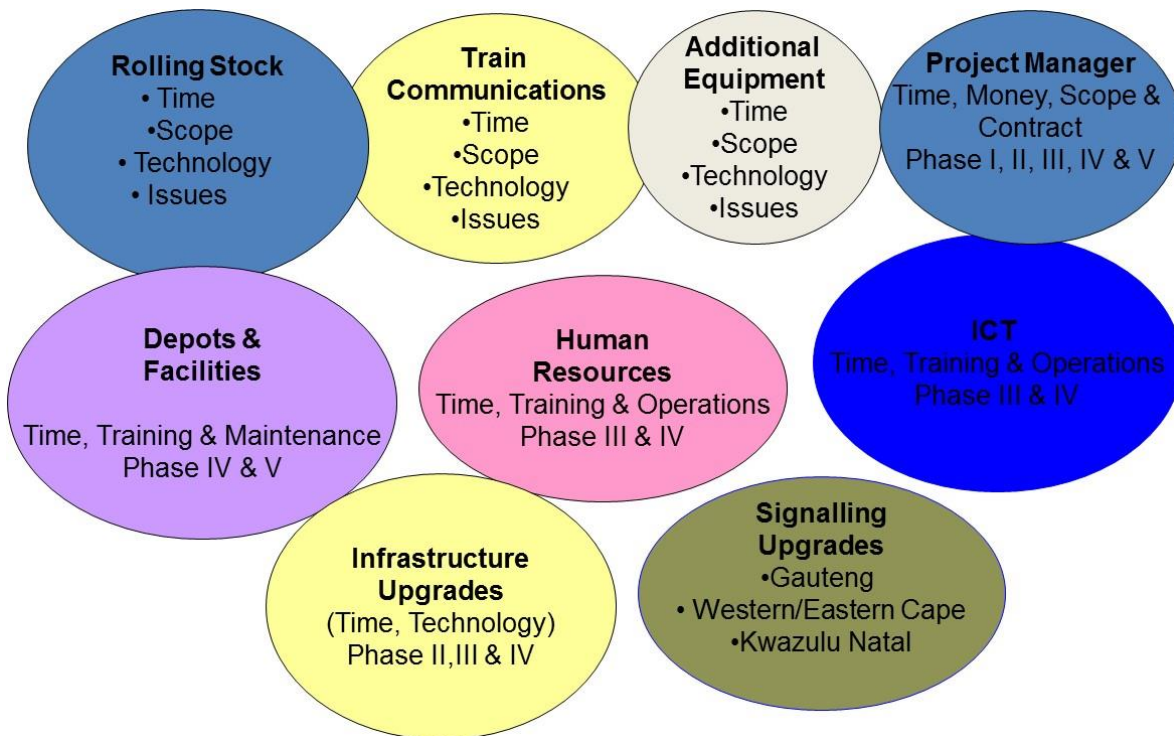 Rolling Stock
• Time
•Scope
• Technology
• Issues
Train
Communications
•Time
•Scope
•Technology
•Issues
Additional
Equipment
•Time
•Scope
•Technology
•Issues
Project Manager
Time, Money, Scope &
Contract
Phase I, II, III, IV & V
Depots &
Facilities
Time, Training & Maintenance
Phase IV & V
Human
Resources
Time, Training & Operations
Phase III & IV
ICT
Time, Training & Operations
Phase III & IV
Infrastructure
Upgrades
(Time, Technology)
Phase II,III & IV
Signalling
Upgrades
•Gauteng
• Western/Eastern Cape
•Kwazulu Natal